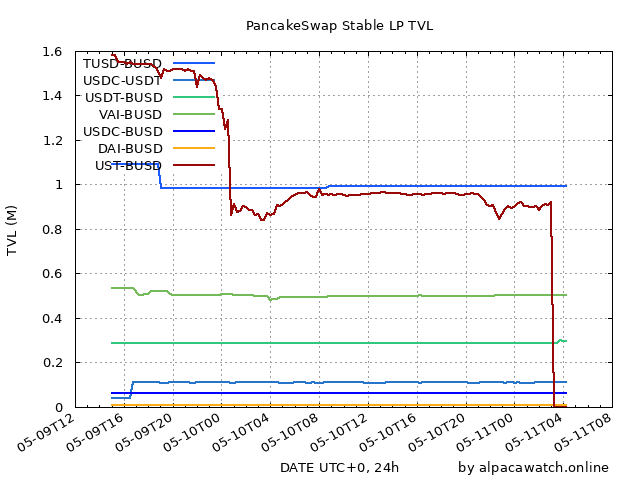 PancakeSwap Stable LP TVL
TVL (M)
1.6
1.4
1.2
1
0.8
0.6
0.4
0.2
0
TUSD-BUSD
USDC-USDT
USDT-BUSD
VAI-BUSD
USDC-BUSD
DAI-BUSD
UST-BUSD
05-09T12
05-09T16
05-09T20
05-10T00
05-10T04
05-10T08
05-10T12
05-10T16
05-10T20
05-11T00
05-11T04
05-11T08
DATE UTC+0, 24h
by alpacawatch.online